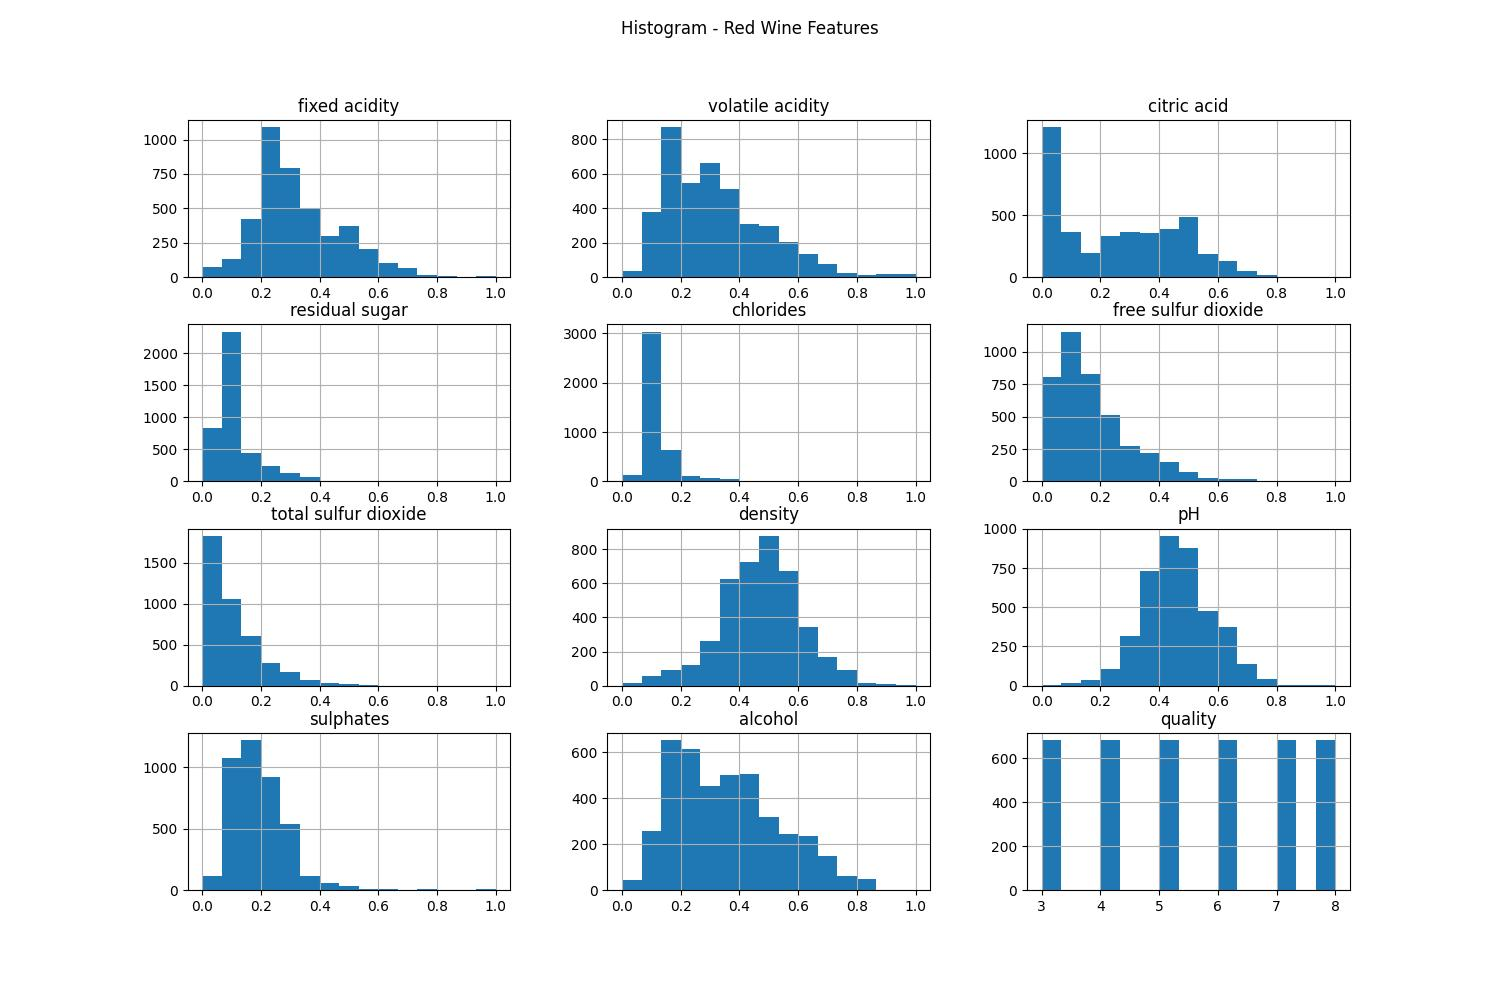 Histogram - Red Wine Features
fixed acidity
1000
750
500
250
0
0.0 0.2 0.4 0.6 0.8 1.0
volatile acidity
800
600
400
200
0
0.0 0.2 0.4 0.6 0.8 1.0
citric acid
1000
500
0
0.0 0.2 0.4 0.6 0.8 1.0
residual sugar
2000
1500
1000
500
0
0.0 0.2 0.4 0.6 0.8 1.0
chlorides
3000
2000
1000
0
0.0 0.2 0.4 0.6 0.8 1.0
free sulfur dioxide
1000
750
500
250
0
0.0 0.2 0.4 0.6 0.8 1.0
total sulfur dioxide
1500
1000
500
0
0.0 0.2 0.4 0.6 0.8 1.0
density
800
600
400
200
0
0.0 0.2 0.4 0.6 0.8 1.0
pH
1000
750
500
250
0
0.0 0.2 0.4 0.6 0.8 1.0
sulphates
1000
500
0
0.0 0.2 0.4 0.6 0.8 1.0
alcohol
600
400
200
0
0.0 0.2 0.4 0.6 0.8 1.0
quality
600
400
200
0
3 4 5 6 7 8